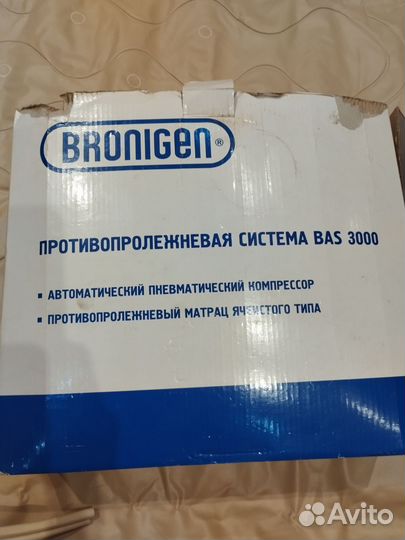 BRONIGEN®
ПРОТИВОПРОЛЕЖНЕВАЯ СИСТЕМА BAS 3000
▪ АВТОМАТИЧЕСКИЙ ПНЕВМАТИЧЕСКИЙ КОМПРЕССОР
▪ ПРОТИВОПРОЛЕЖНЕВЫЙ МАТРАЦ ЯЧЕИСТОГО ТИПА
Avito